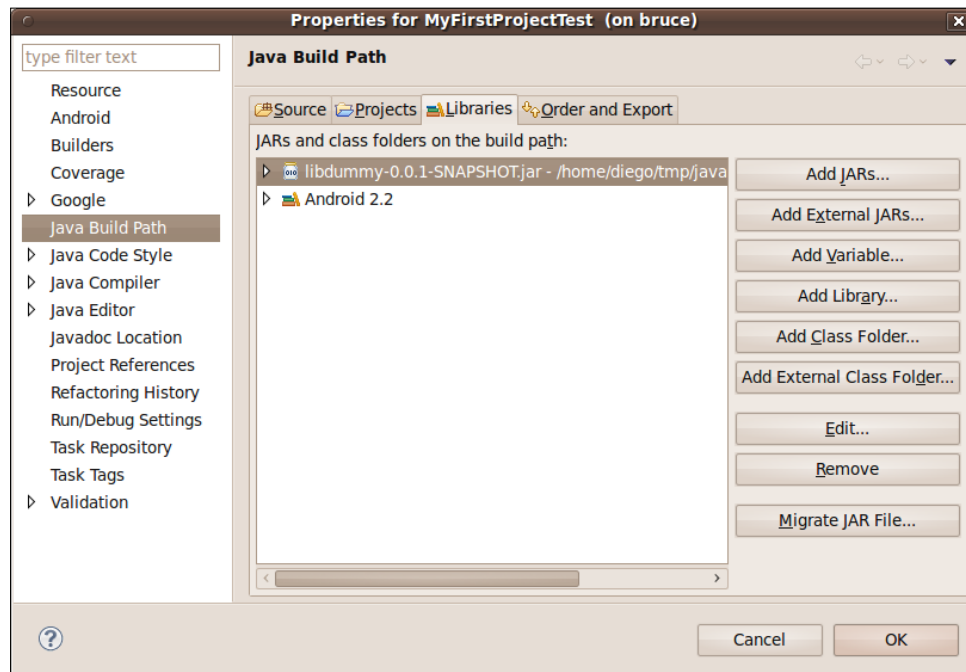 Properties for MyFirstProjectTest (on bruce)
type filter text
Resource
Android
Builders
Coverage
Google
Java Build Path
Java Code Style
Java Compiler
Java Editor
Javadoc Location
Project References
Refactoring History
Run/Debug Settings
Task Repository
Task Tags
Validation
Java Build Path
Source Projects Libraries Order and Export
JARs and class folders on the build path:
libdummy-0.0.1-SNAPSHOT.jar - /home/diego/tmp/java
Android 2.2
Add JARs...
Add External JARs...
Add Variable...
Add Library...
Add Class Folder...
Add External Class Folder...
Edit...
Remove
Migrate JAR File...
Cancel
OK